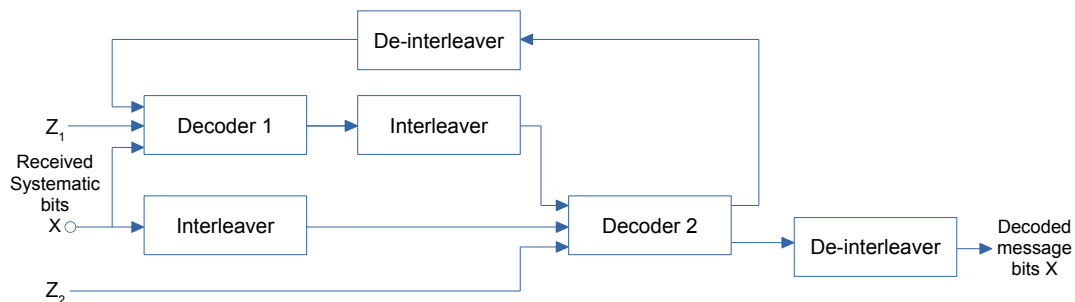 De-interleaver
Z1
Decoder 1
Interleaver
Received
Systematic
bits
X
Interleaver
Decoder 2
De-interleaver
Decoded
message
bits X
Z2